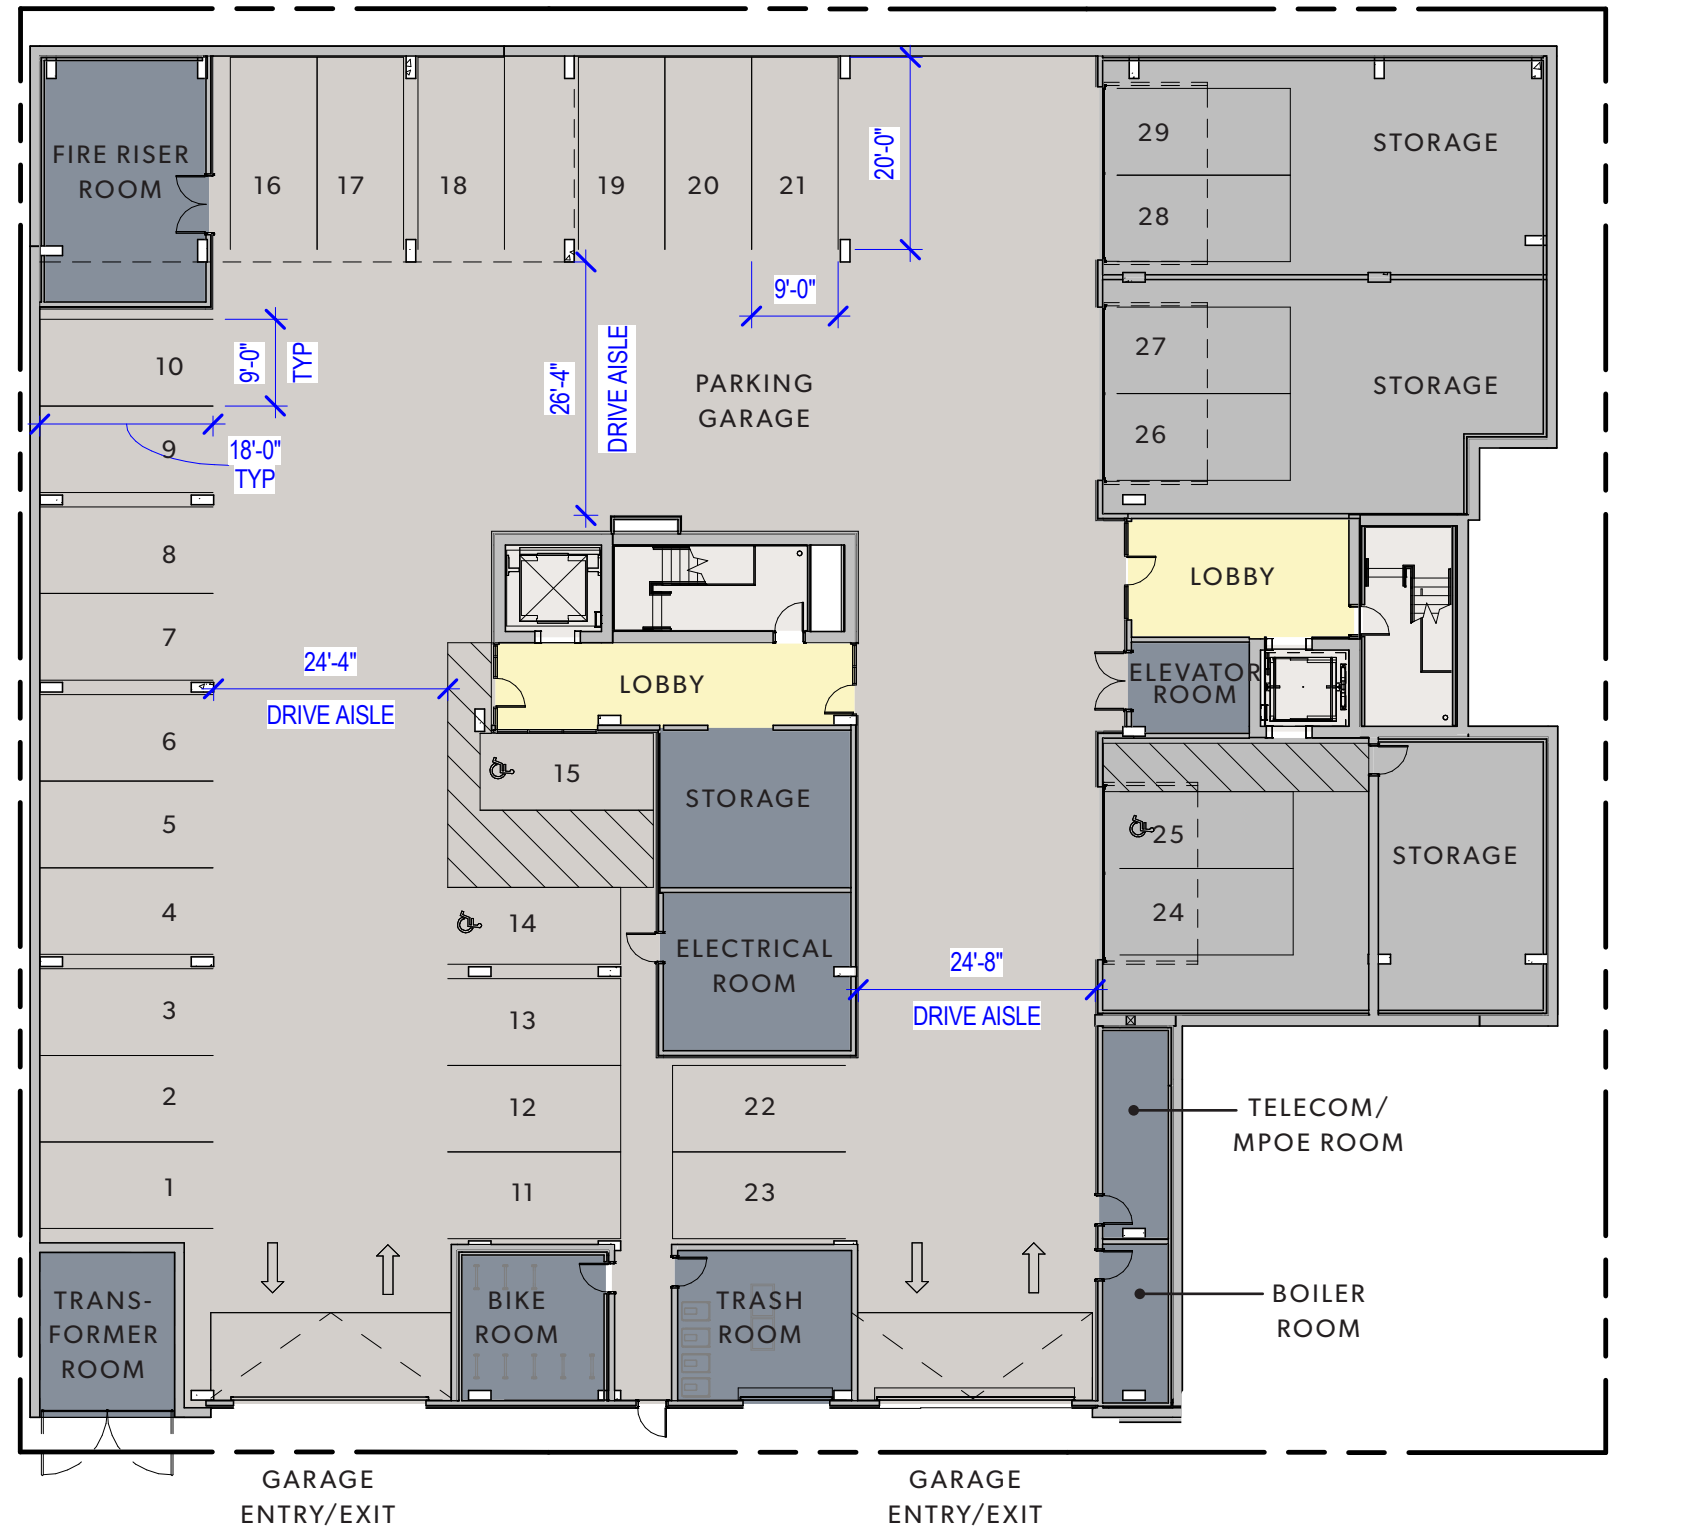 FIRE RISER
ROOM
16
17
18
19
20
21
20'-0"
29
28
STORAGE
9'-0"
10
9'-0"
TYP
9
18'-0"
TYP
26'-4"
DRIVE AISLE
PARKING
GARAGE
27
26
STORAGE
8
7
24'-4"
DRIVE AISLE
LOBBY
LOBBY
ELEVATOR
ROOM
6
5
4
15
STORAGE
14
ELECTRICAL
ROOM
24'-8"
DRIVE AISLE
25
24
STORAGE
3
2
1
13
12
11
22
23
TELECOM/
MPOE ROOM
TRANS-
FORMER
ROOM
BIKE
ROOM
TRASH
ROOM
BOILER
ROOM
GARAGE
ENTRY/EXIT
GARAGE
ENTRY/EXIT